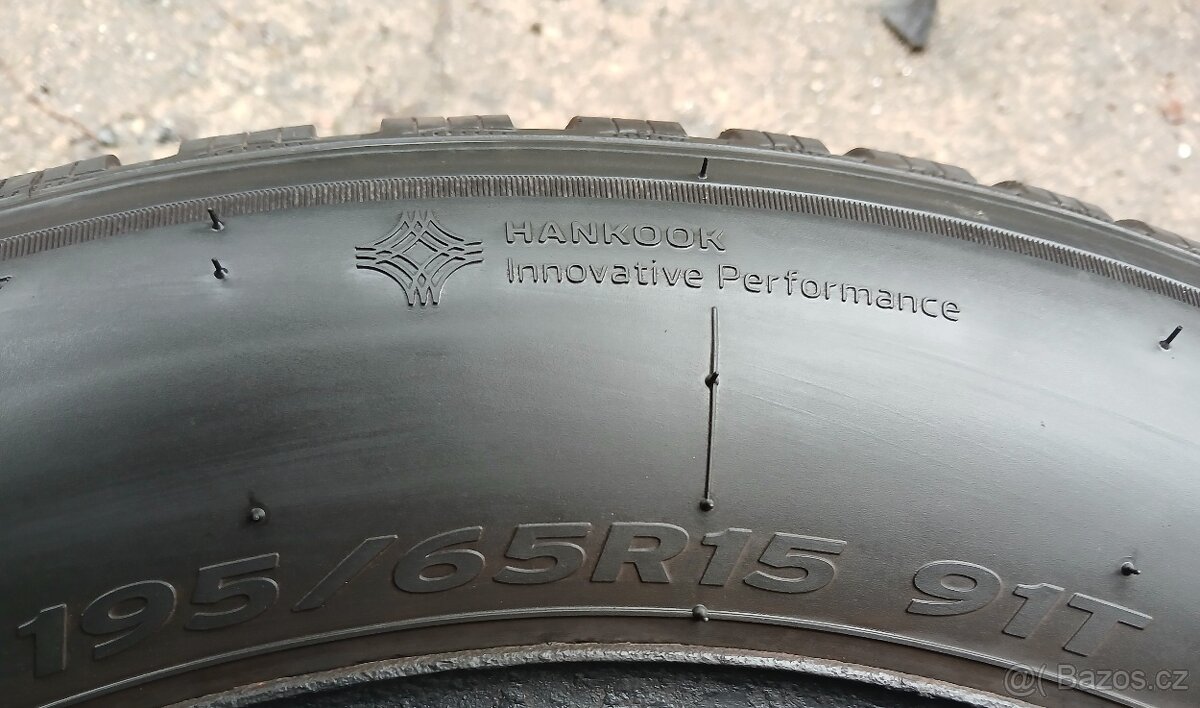 HANKOOK
Innovative Performance
195/65R15 91T
@( Bazos.cz